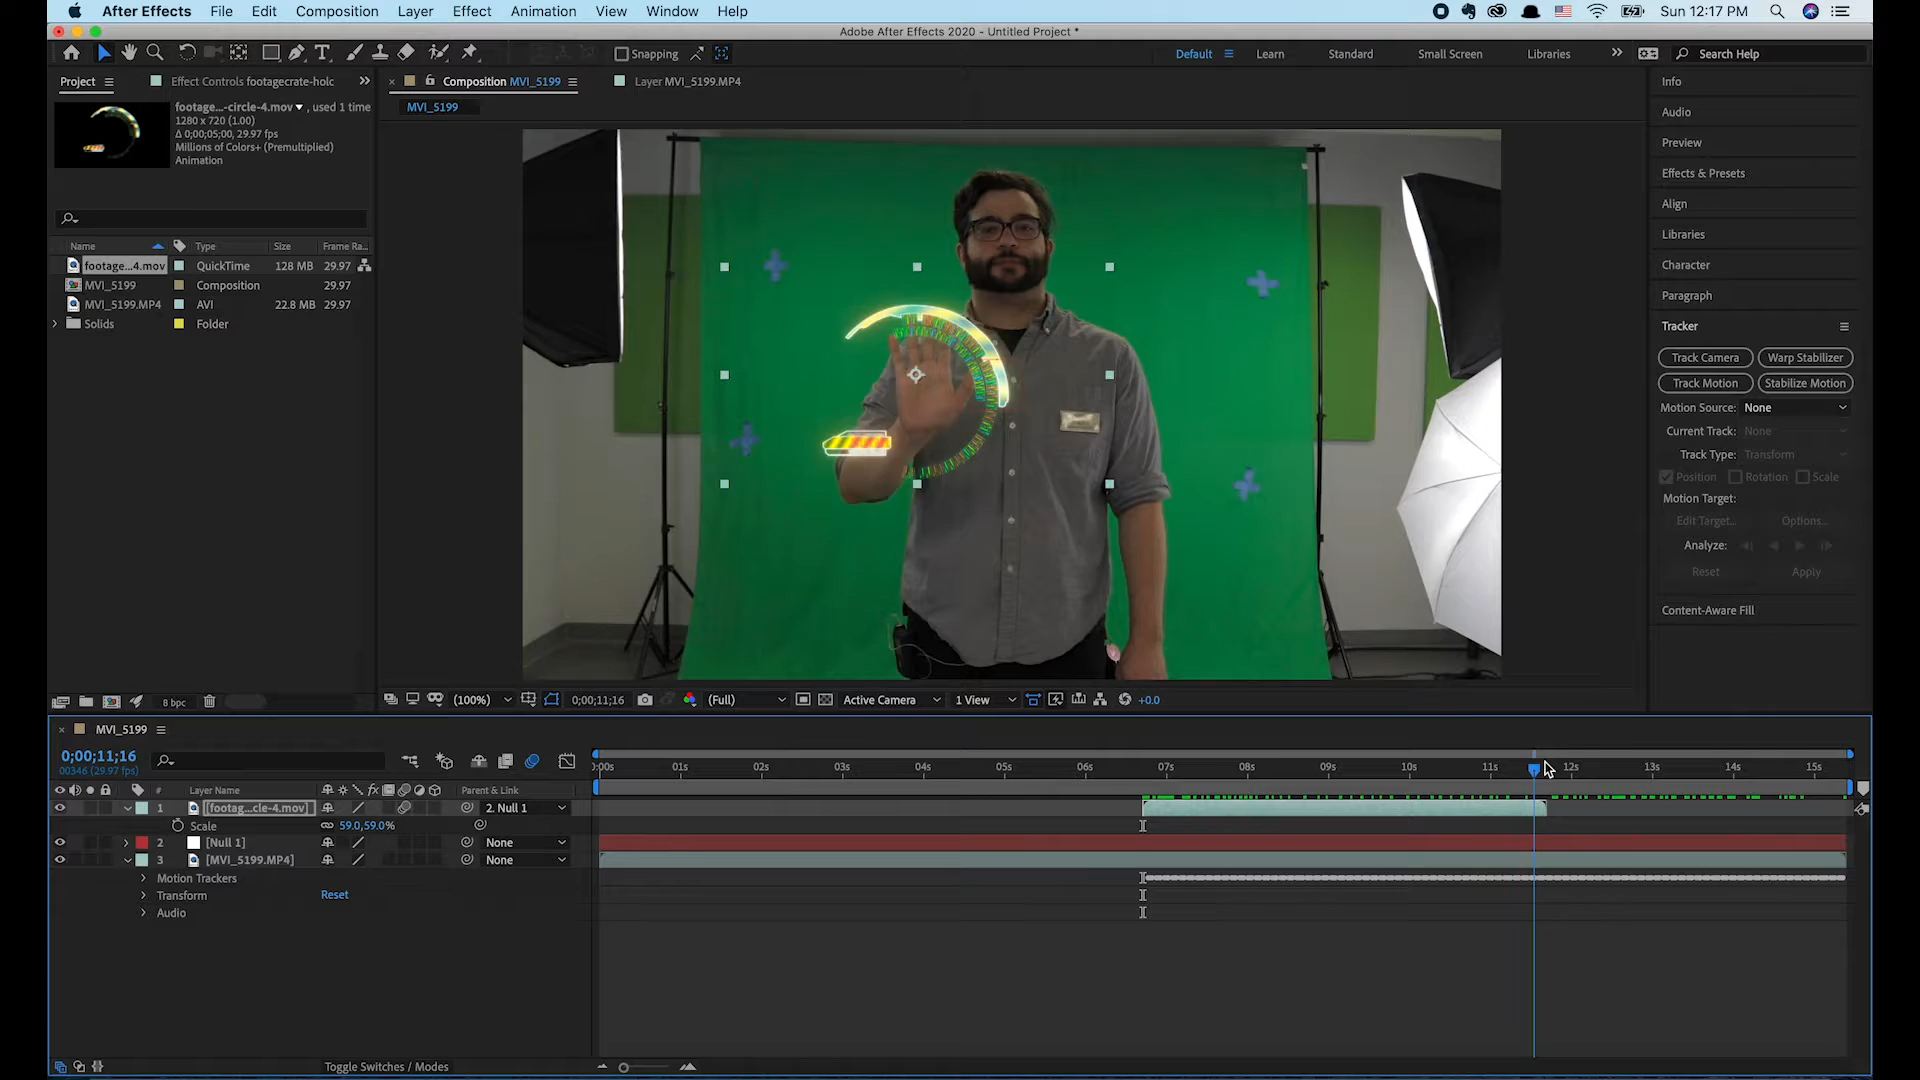 After Effects File Edit Composition Layer Effect Animation View Window Help Sun 12:17 PM
Adobe After Effects 2020 - Untitled Project *
Snapping Default Learn Standard Small Screen Libraries Search Help
Project Effect Controls footagecrate-holc Composition MVI_5199 Layer MVI_5199.MP4
MVI_5199
footage...-circle-4.mov , used 1 time
1280 x 720 (1.00)
Δ 0;00;05;00, 29.97 fps
Millions of Colors+ (Premultiplied)
Animation
Name Type Size Frame Ra...
footage...4.mov QuickTime 128 MB 29.97
MVI_5199 Composition 29.97
MVI_5199.MP4 AVI 22.8 MB 29.97
Solids Folder
Info
Audio
Preview
Effects & Presets
Align
Libraries
Character
Paragraph
Tracker
Track Camera Warp Stabilizer
Track Motion Stabilize Motion
Motion Source: None
Current Track: None
Track Type: Transform
Position Rotation Scale
Motion Target:
Edit Target... Options...
Analyze:
Reset Apply
Content-Aware Fill
8 bpc (100%) 0;00;11;16 (Full) Active Camera 1 View +0.0
MVI_5199
0;00;11;16
00346 (29.97 fps)
):00s 01s 02s 03s 04s 05s 06s 07s 08s 09s 10s 11s 12s 13s 14s 15s
# Layer Name Parent & Link
1 [footag...cle-4.mov] 2. Null 1
Scale 59.0,59.0%
2 [Null 1] None
3 [MVI_5199.MP4] None
Motion Trackers
Transform Reset
Audio
Toggle Switches / Modes